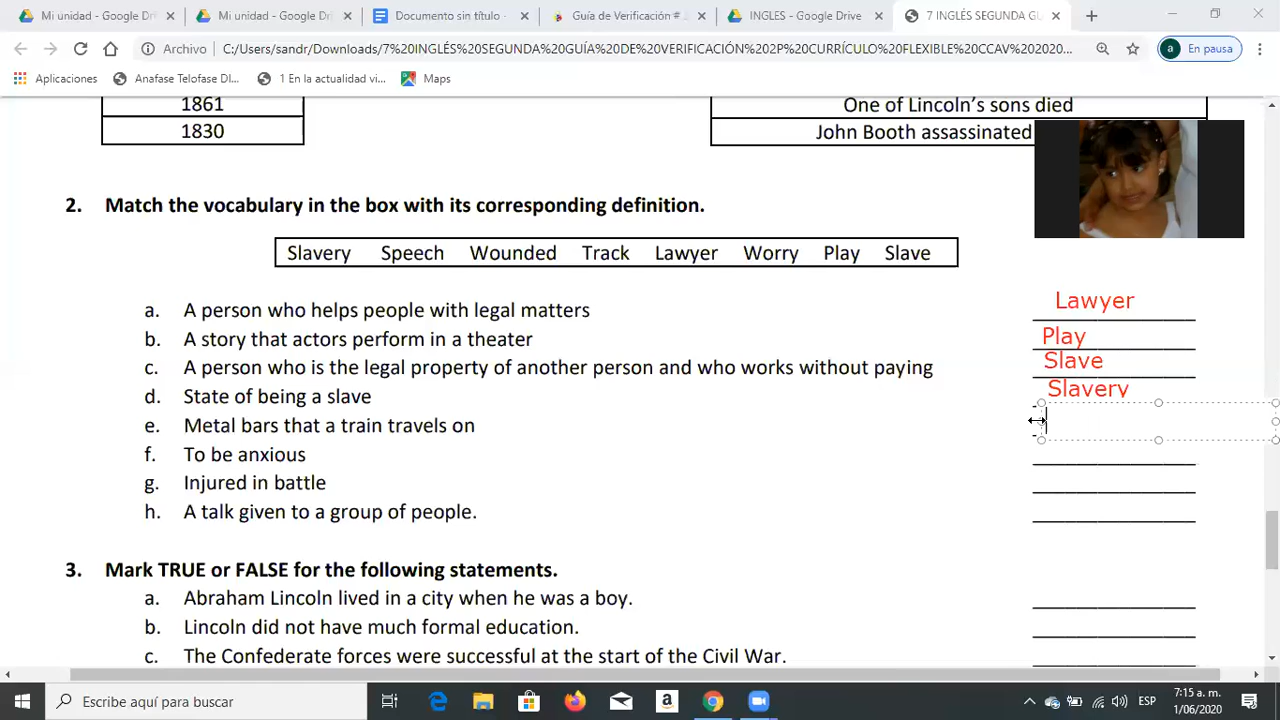 Mi unidad - Google Drive
Mi unidad - Google Drive
Documento sin título -
Guía de Verificación #
INGLES - Google Drive
7 INGLÉS SEGUNDA GU
Archivo
C:/Users/sandr/Downloads/7%20INGLÉS%20SEGUNDA%20GUÍA%20DE%20VERIFICACIÓN%202P%20CURRÍCULO%20FLEXIBLE%20CCAV%202020...
a En pausa
Aplicaciones
Anafase Telofase DI...
1 En la actualidad vi...
Maps
1861
One of Lincoln's sons died
1830
John Booth assassinated
2. Match the vocabulary in the box with its corresponding definition.
Slavery Speech Wounded Track Lawyer Worry Play Slave
a. A person who helps people with legal matters Lawyer
b. A story that actors perform in a theater Play
c. A person who is the legal property of another person and who works without paying Slave
d. State of being a slave Slavery
e. Metal bars that a train travels on
f. To be anxious
g. Injured in battle
h. A talk given to a group of people.
3. Mark TRUE or FALSE for the following statements.
a. Abraham Lincoln lived in a city when he was a boy.
b. Lincoln did not have much formal education.
c. The Confederate forces were successful at the start of the Civil War.
Escribe aquí para buscar
ESP
7:15 a. m.
1/06/2020